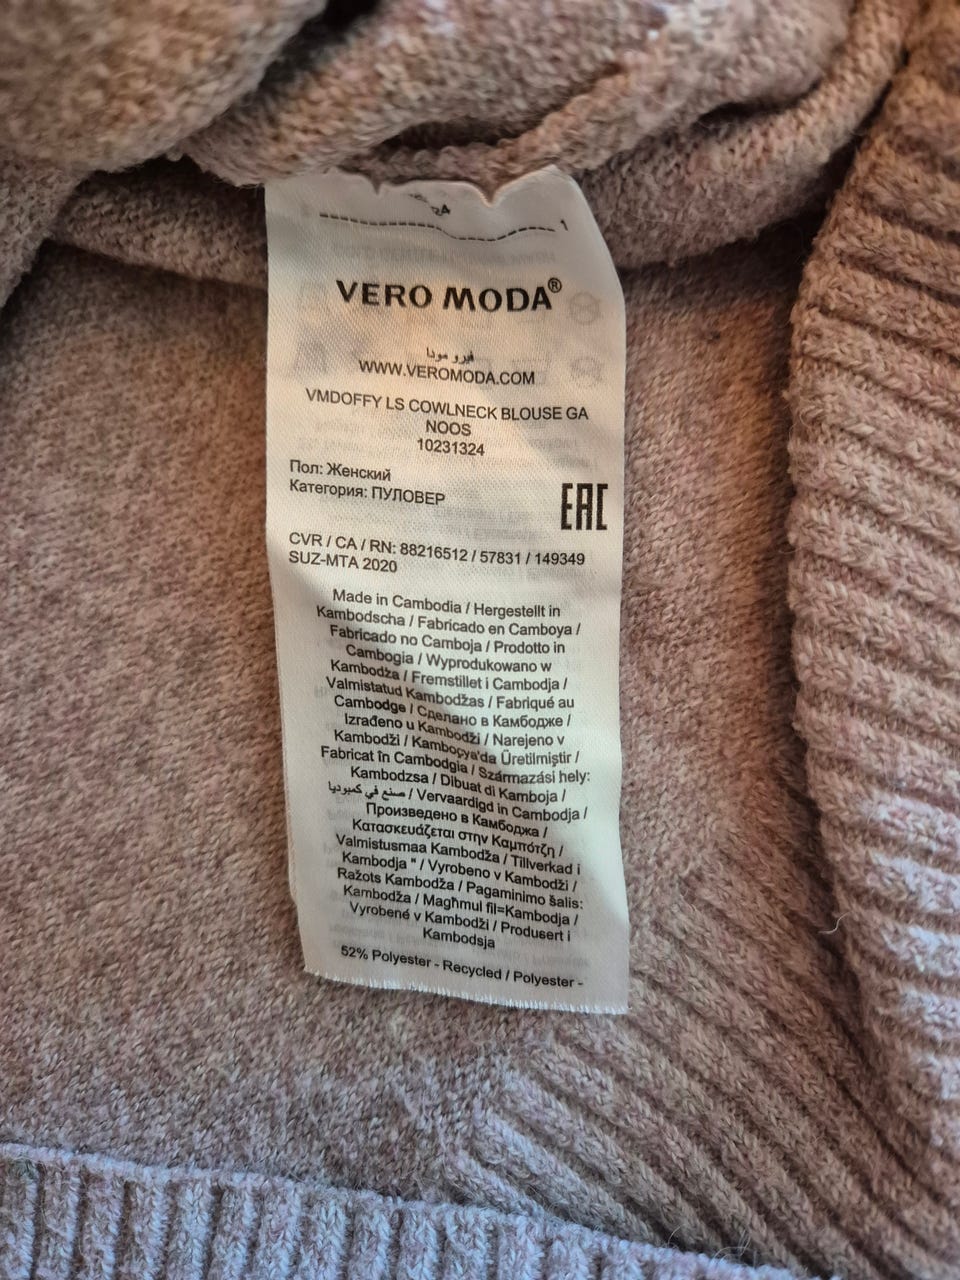 1
VERO MODA®
فيرو مودا
WWW.VEROMODA.COM
VMDOFFY LS COWLNECK BLOUSE GA
NOOS
10231324
Пол: Женский
Категория: ПУЛОВЕР
EAC
CVR / CA / RN: 88216512 / 57831 / 149349
SUZ-MTA 2020
Made in Cambodia / Hergestellt in
Kambodscha / Fabricado en Camboya /
Fabricado no Camboja / Prodotto in
Cambogia / Wyprodukowano w
Kambodża / Fremstillet i Cambodja /
Valmistatud Kambodžas / Fabriqué au
Cambodge / Сделано в Камбодже /
Izrađeno u Kambodži / Narejeno v
Kambodži / Kamboçya'da Üretilmiştir /
Fabricat în Cambodgia / Származási hely:
Kambodzsa / Dibuat di Kamboja /
صنع في كمبوديا / Vervaardigd in Cambodja /
Произведено в Камбоджа /
Κατασκευάζεται στην Καμπότζη /
Valmistusmaa Kambodža / Tillverkad i
Kambodja " / Vyrobeno v Kambodži /
Ražots Kambodža / Pagaminimo šalis:
Kambodža / Magħmul fil=Kambodja /
Vyrobené v Kambodži / Produsert i
Kambodsja
52% Polyester - Recycled / Polyester -